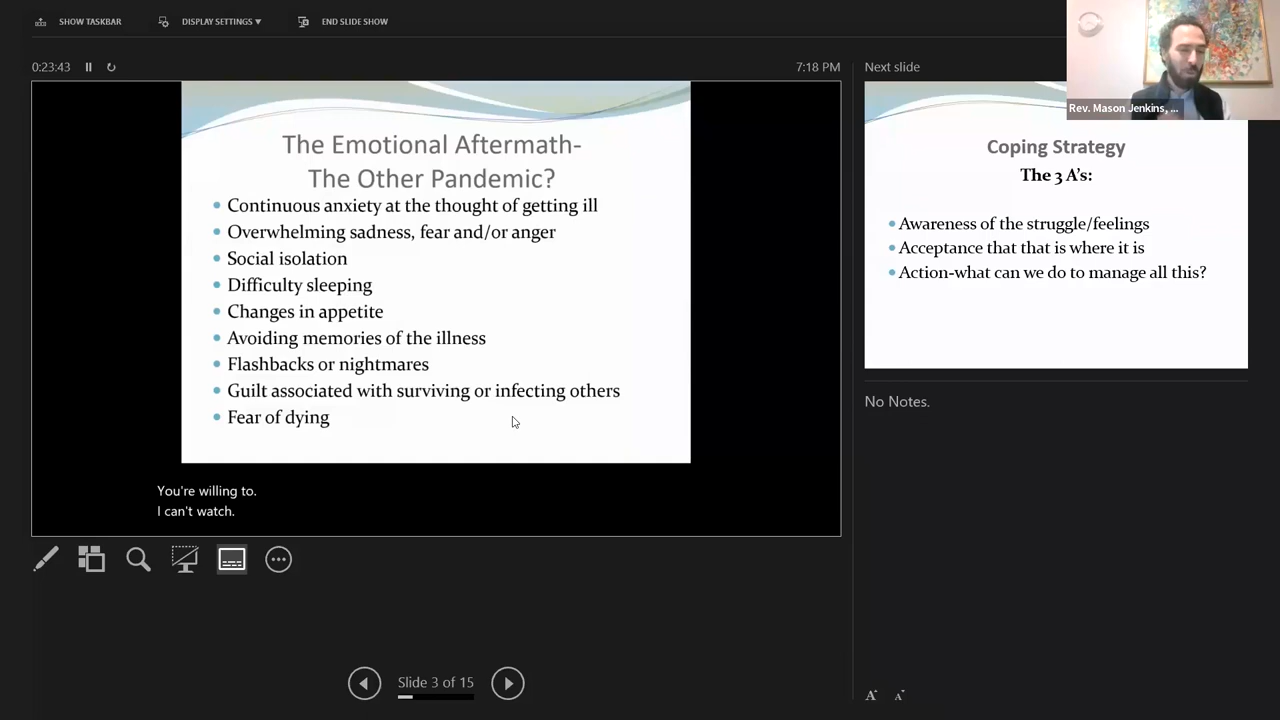 SHOW TASKBAR
DISPLAY SETTINGS ▼
END SLIDE SHOW
0:23:43
7:18 PM
The Emotional Aftermath-
The Other Pandemic?
• Continuous anxiety at the thought of getting ill
• Overwhelming sadness, fear and/or anger
• Social isolation
• Difficulty sleeping
• Changes in appetite
• Avoiding memories of the illness
• Flashbacks or nightmares
• Guilt associated with surviving or infecting others
• Fear of dying
You're willing to.
I can't watch.
Slide 3 of 15
Next slide
Rev. Mason Jenkins, ...
Coping Strategy
The 3 A's:
• Awareness of the struggle/feelings
• Acceptance that that is where it is
• Action-what can we do to manage all this?
No Notes.
A A